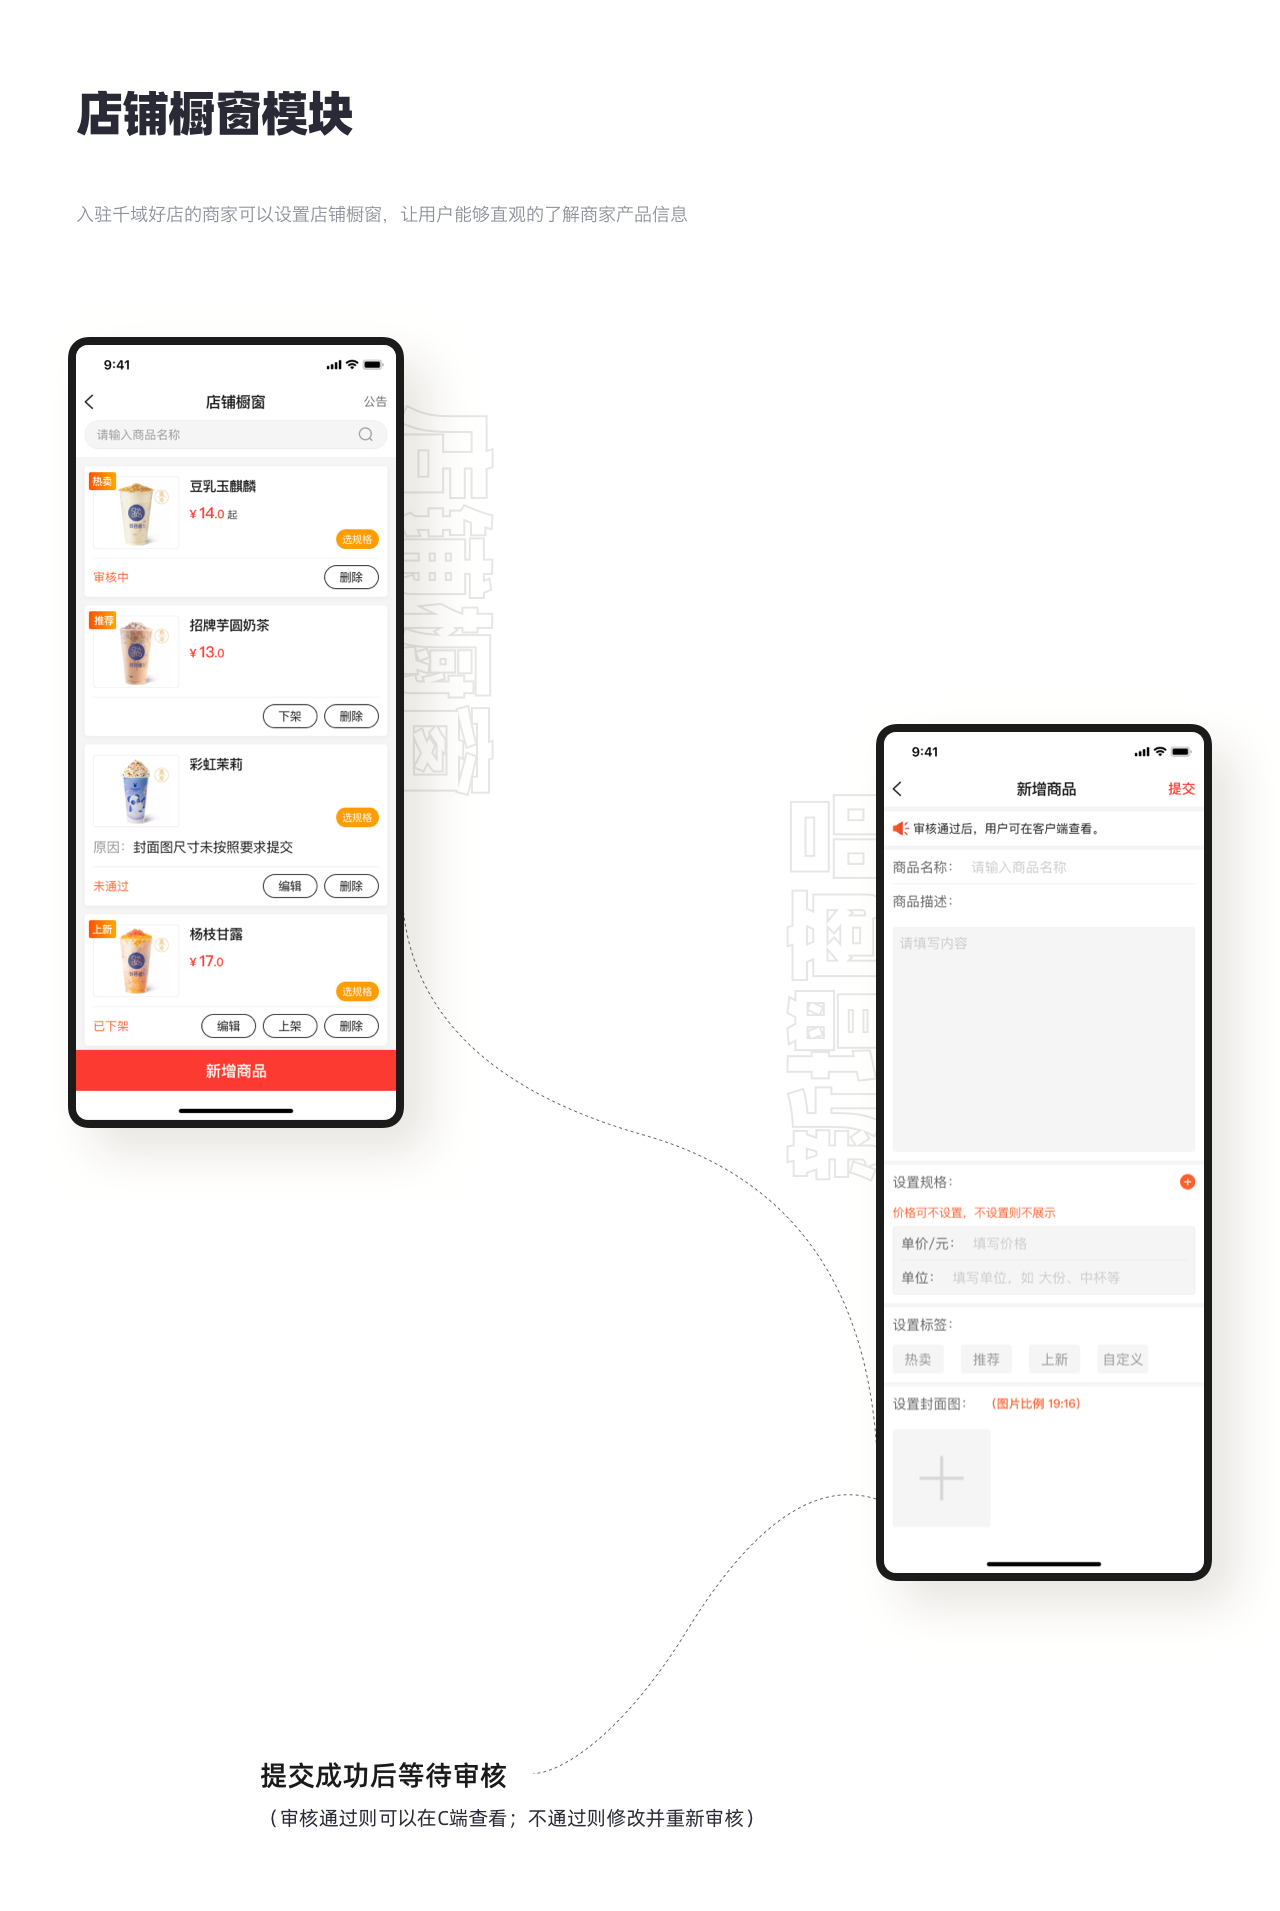 店铺橱窗模块
入驻千域好店的商家可以设置店铺橱窗，让用户能够直观的了解商家产品信息
9:41
店铺橱窗
公告
请输入商品名称
热卖
豆乳玉麒麟
¥ 14.0 起
选规格
审核中
删除
推荐
招牌芋圆奶茶
¥ 13.0
下架
删除
彩虹茉莉
选规格
原因：封面图尺寸未按照要求提交
未通过
编辑
删除
上新
杨枝甘露
¥ 17.0
选规格
已下架
编辑
上架
删除
新增商品
店铺橱窗
9:41
新增商品
提交
审核通过后，用户可在客户端查看。
商品名称：
请输入商品名称
商品描述：
请填写内容
设置规格：
价格可不设置，不设置则不展示
单价/元：
填写价格
单位：
填写单位，如 大份、中杯等
设置标签：
热卖
推荐
上新
自定义
设置封面图：
（图片比例 19:16）
提交成功后等待审核
（审核通过则可以在C端查看；不通过则修改并重新审核）